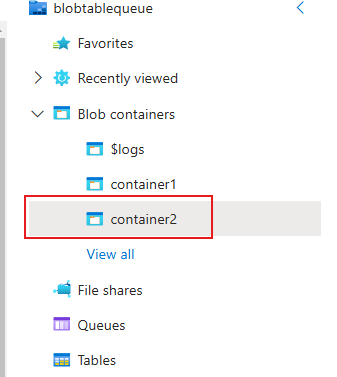 blobtablequeue
Favorites
Recently viewed
Blob containers
$logs
container1
container2
View all
File shares
Queues
Tables